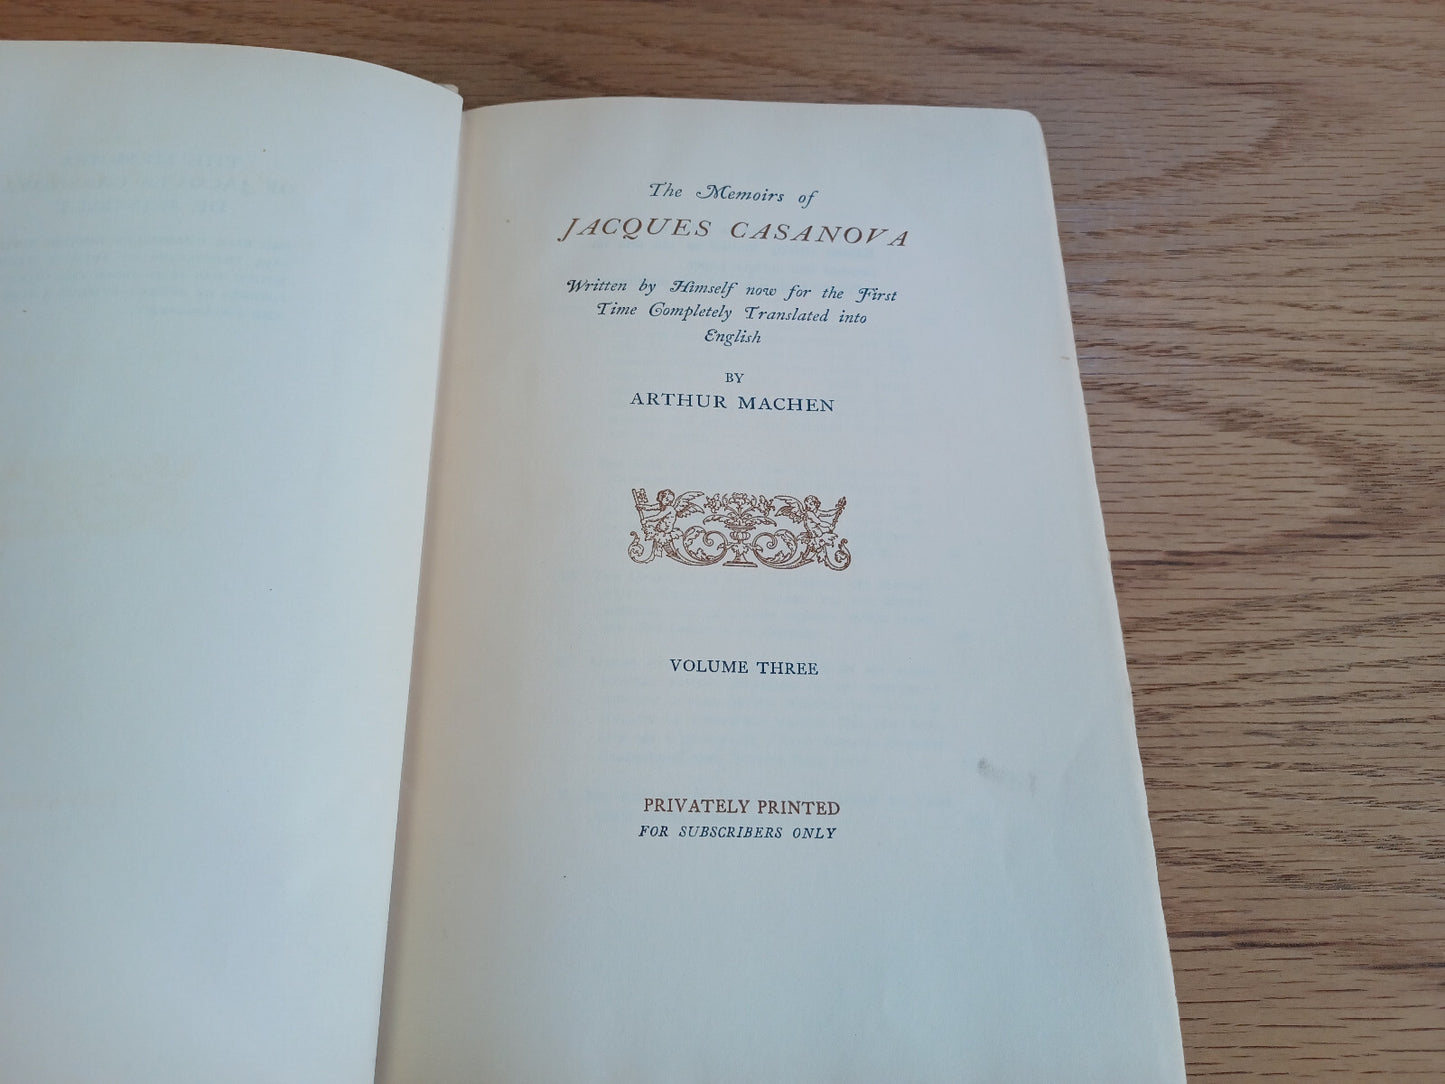 The Memoirs of
JACQUES CASANOVA
Written by Himself now for the First
Time Completely Translated into
English
BY
ARTHUR MACHEN
VOLUME THREE
PRIVATELY PRINTED
FOR SUBSCRIBERS ONLY